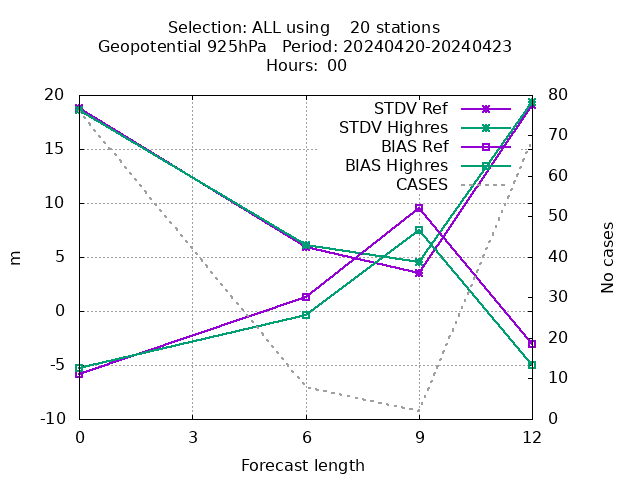 Selection: ALL using    20 stations
Geopotential 925hPa   Period: 20240420-20240423
Hours: 00
STDV Ref
STDV Highres
BIAS Ref
BIAS Highres
CASES
20
15
10
5
0
-5
-10
m
80
70
60
50
40
30
20
10
0
No cases
0 3 6 9 12
Forecast length